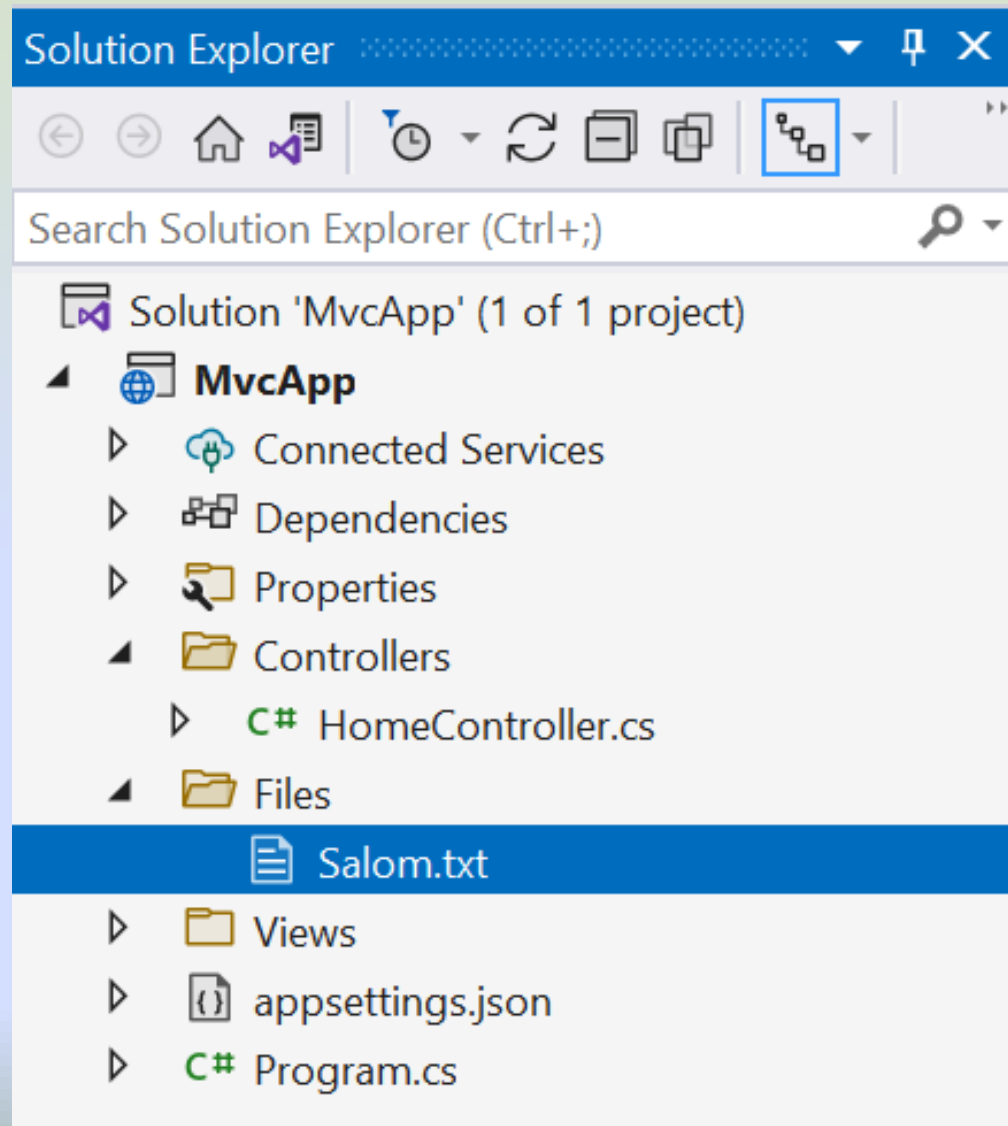 Solution Explorer
Search Solution Explorer (Ctrl+;)
Solution 'MvcApp' (1 of 1 project)
MvcApp
Connected Services
Dependencies
Properties
Controllers
C# HomeController.cs
Files
Salom.txt
Views
appsettings.json
C# Program.cs